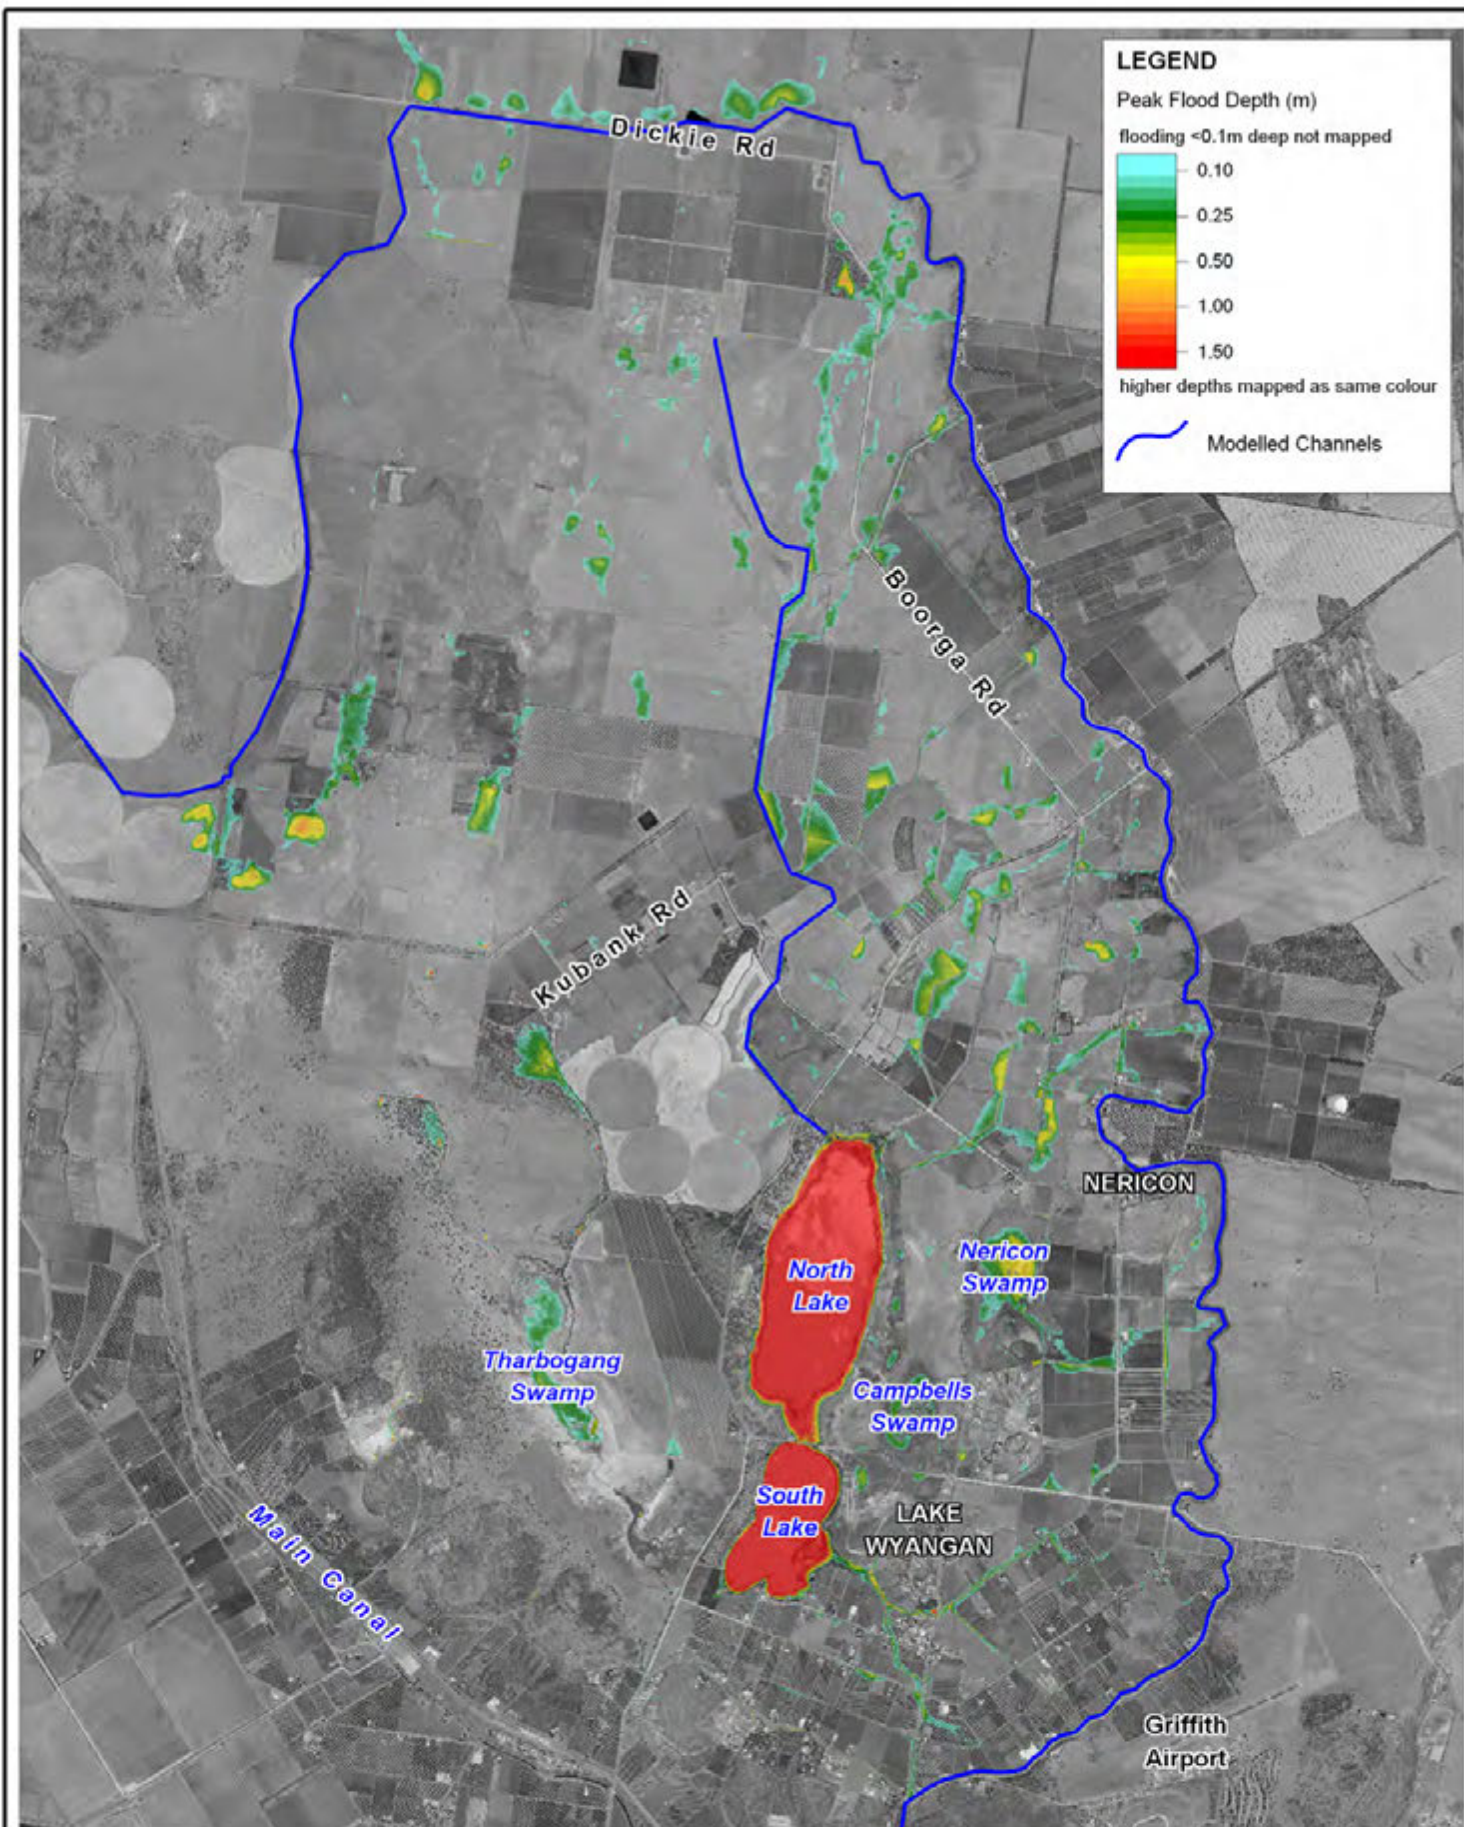 LEGEND
Peak Flood Depth (m)
flooding <0.1m deep not mapped
0.10
0.25
0.50
1.00
1.50
higher depths mapped as same colour
Modelled Channels
Dickie Rd
Boorga Rd
Kubank Rd
NERICON
North
Lake
Nericon
Swamp
Tharbogang
Swamp
Campbells
Swamp
South
Lake
LAKE
WYANGAN
Main Canal
Griffith
Airport